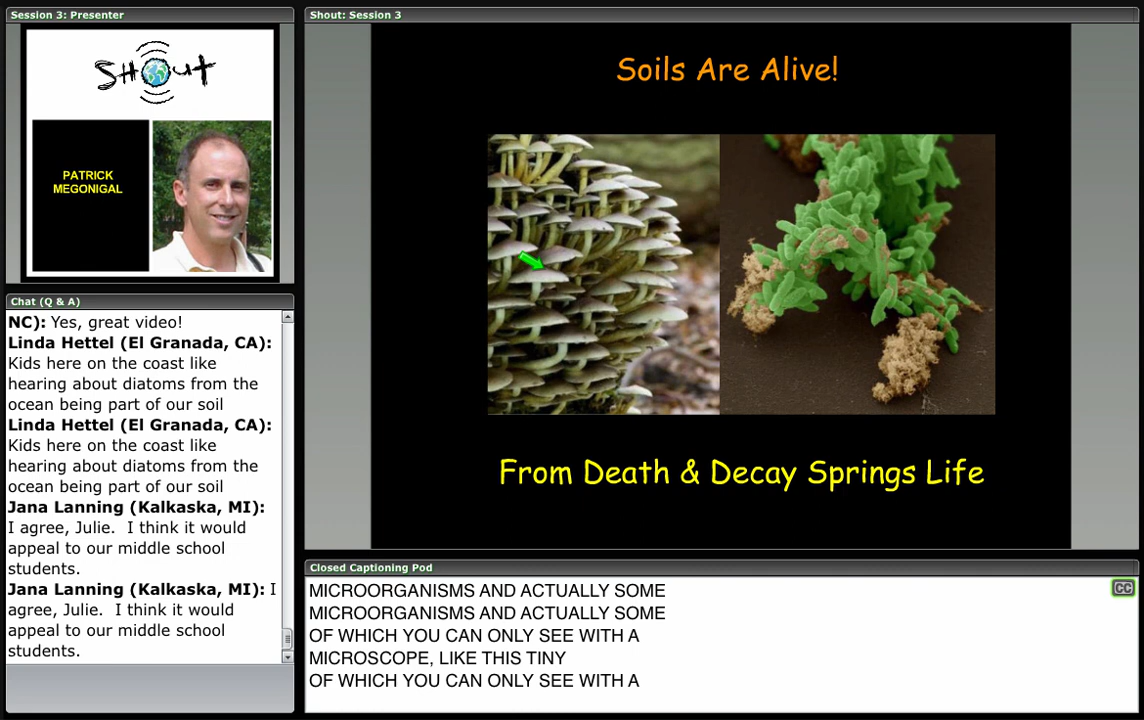 Session 3: Presenter
SHOut
PATRICK
MEGONIGAL
Chat (Q & A)
NC): Yes, great video!
Linda Hettel (El Granada, CA):
Kids here on the coast like
hearing about diatoms from the
ocean being part of our soil
Linda Hettel (El Granada, CA):
Kids here on the coast like
hearing about diatoms from the
ocean being part of our soil
Jana Lanning (Kalkaska, MI):
I agree, Julie.  I think it would
appeal to our middle school
students.
Jana Lanning (Kalkaska, MI): I
agree, Julie.  I think it would
appeal to our middle school
students.
Shout: Session 3
Soils Are Alive!
From Death & Decay Springs Life
Closed Captioning Pod
MICROORGANISMS AND ACTUALLY SOME
MICROORGANISMS AND ACTUALLY SOME
OF WHICH YOU CAN ONLY SEE WITH A
MICROSCOPE, LIKE THIS TINY
OF WHICH YOU CAN ONLY SEE WITH A
CC